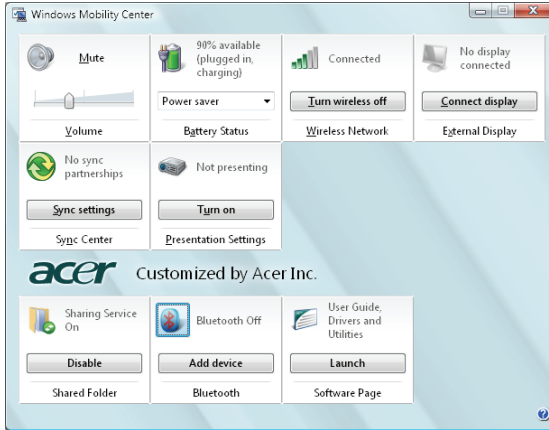 Windows Mobility Center
Mute
Volume
90% available
(plugged in,
charging)
Power saver
Battery Status
Connected
Turn wireless off
Wireless Network
No display
connected
Connect display
External Display
No sync
partnerships
Sync settings
Sync Center
Not presenting
Turn on
Presentation Settings
acer Customized by Acer Inc.
Sharing Service
On
Disable
Shared Folder
Bluetooth Off
Add device
Bluetooth
User Guide,
Drivers and
Utilities
Launch
Software Page
?